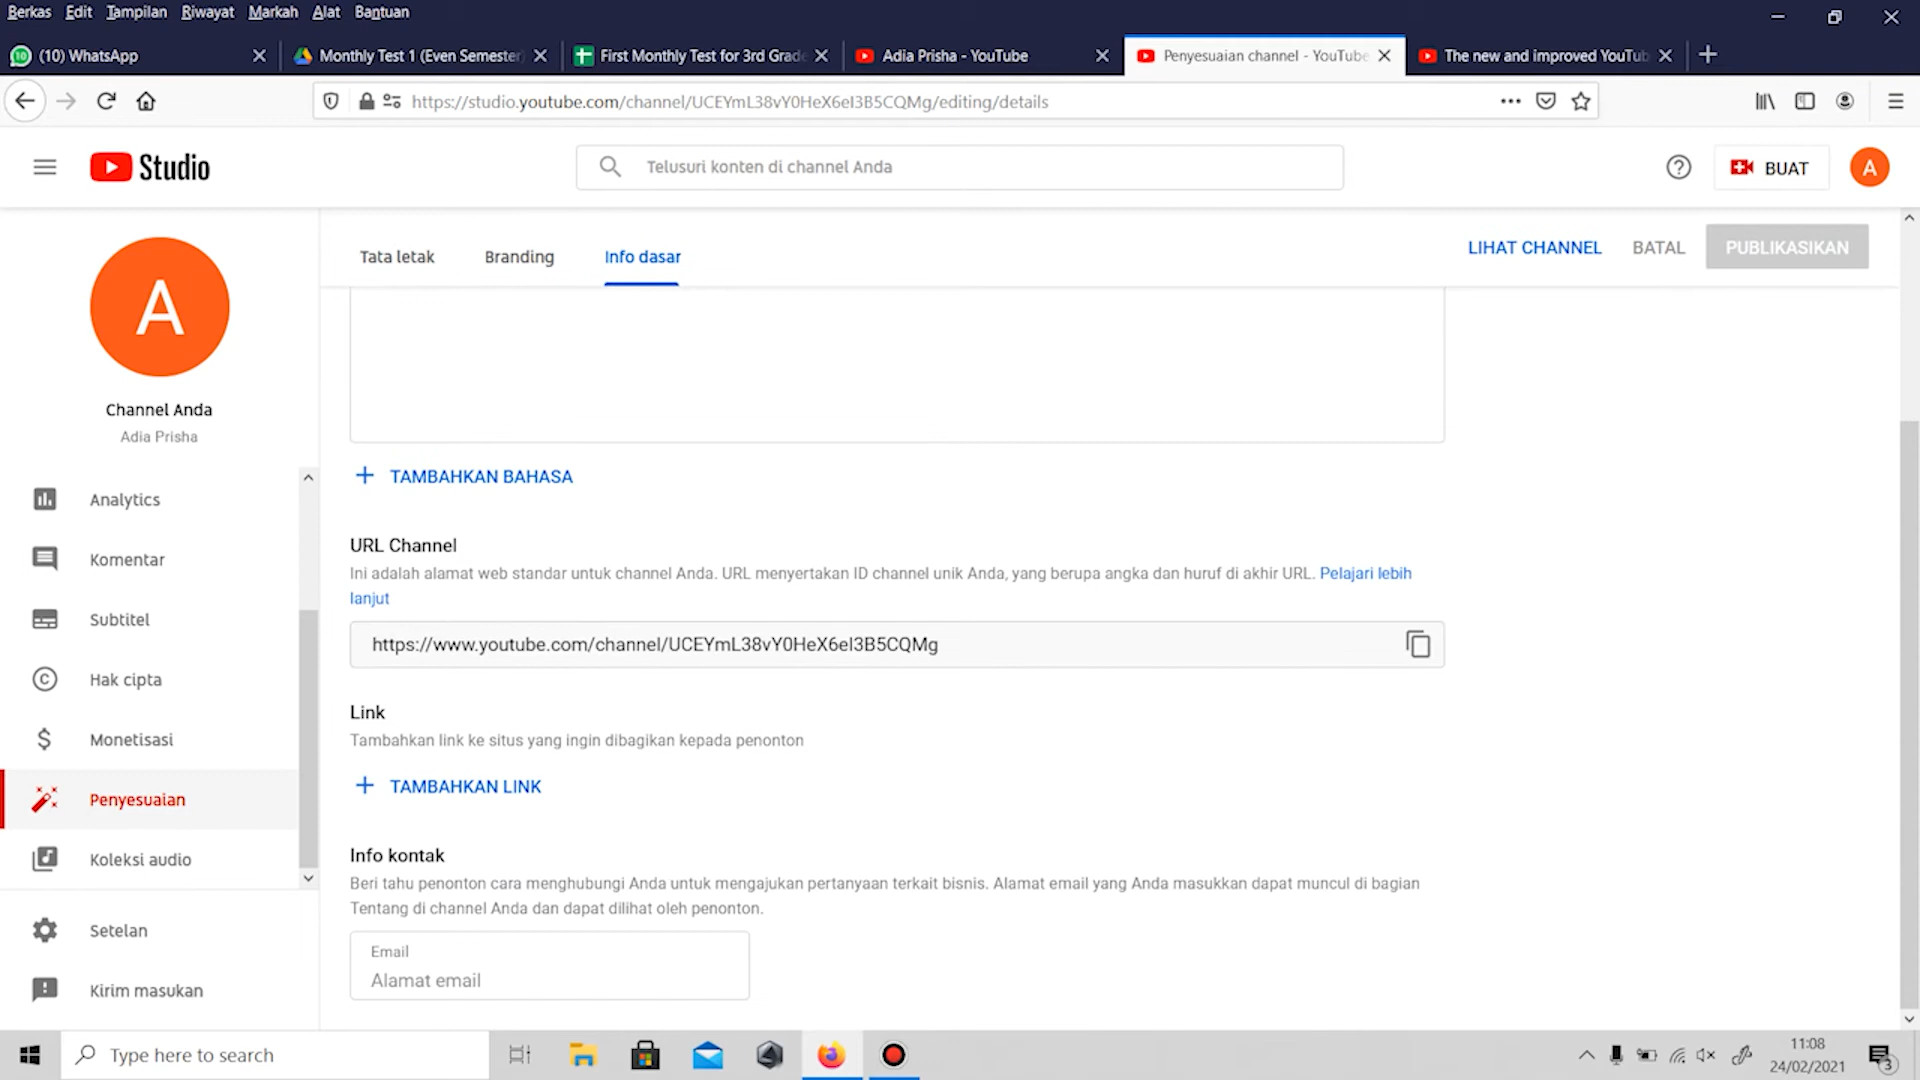 Berkas Edit Tampilan Riwayat Markah Alat Bantuan
(10) WhatsApp
Monthly Test 1 (Even Semester
First Monthly Test for 3rd Grade
Adia Prisha - YouTube
Penyesuaian channel - YouTube
The new and improved YouTub
https://studio.youtube.com/channel/UCEYmL38vY0HeX6eI3B5CQMg/editing/details
Studio
Telusuri konten di channel Anda
BUAT
A
A
Channel Anda
Adia Prisha
Analytics
Komentar
Subtitel
Hak cipta
Monetisasi
Penyesuaian
Koleksi audio
Setelan
Kirim masukan
Tata letak
Branding
Info dasar
LIHAT CHANNEL
BATAL
PUBLIKASIKAN
TAMBAHKAN BAHASA
URL Channel
Ini adalah alamat web standar untuk channel Anda. URL menyertakan ID channel unik Anda, yang berupa angka dan huruf di akhir URL. Pelajari lebih
lanjut
https://www.youtube.com/channel/UCEYmL38vY0HeX6eI3B5CQMg
Link
Tambahkan link ke situs yang ingin dibagikan kepada penonton
TAMBAHKAN LINK
Info kontak
Beri tahu penonton cara menghubungi Anda untuk mengajukan pertanyaan terkait bisnis. Alamat email yang Anda masukkan dapat muncul di bagian
Tentang di channel Anda dan dapat dilihat oleh penonton.
Email
Alamat email
Type here to search
11:08
24/02/2021
3